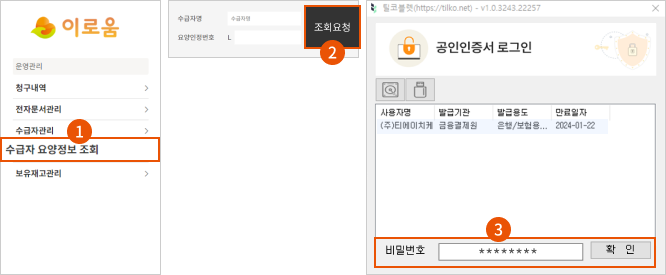 이로움
운영관리
청구내역
전자문서관리
수급자관리
1
수급자 요양정보 조회
보유재고관리
수급자명 수급자명
요양인정번호 L
조회요청
2
틸코블렛(https://tilko.net) - v1.0.3243.22257
공인인증서 로그인
사용자명 발급기관 발급용도 만료일자
(주)티에이치케 금융결제원 은행/보험용... 2024-01-22
3
비밀번호 ******** 확 인